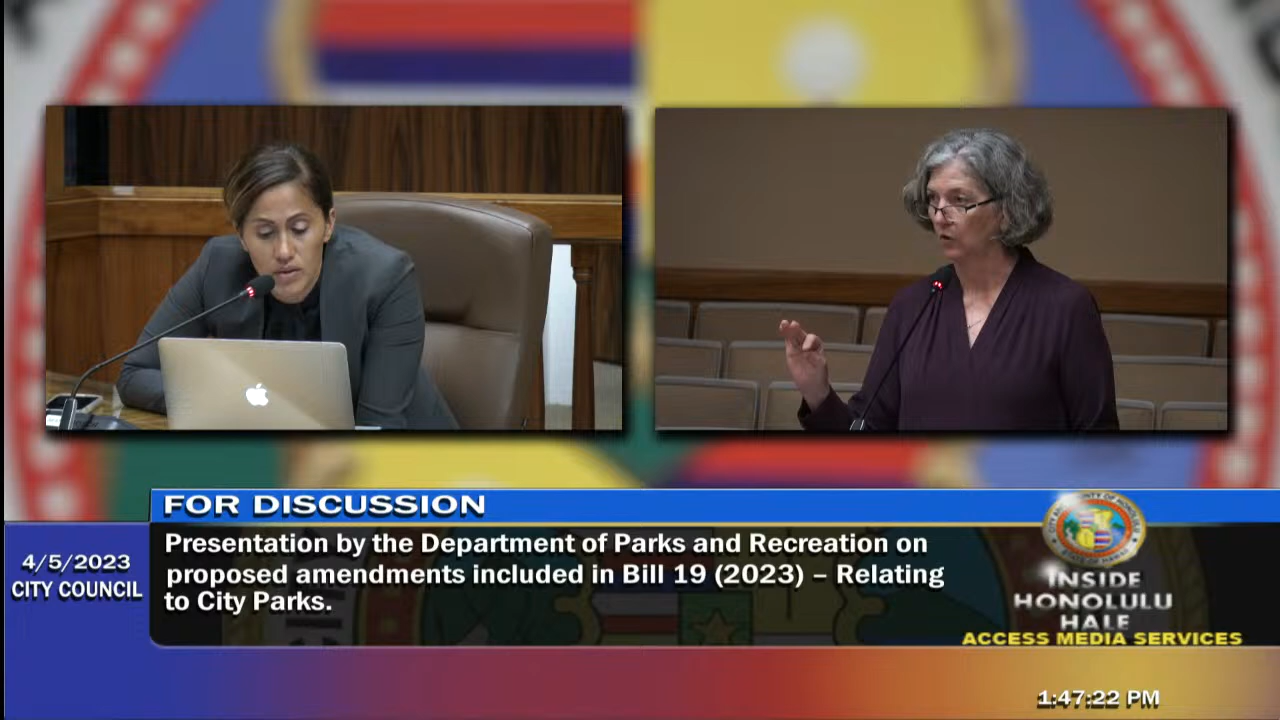 FOR DISCUSSION
4/5/2023
CITY COUNCIL
Presentation by the Department of Parks and Recreation on
proposed amendments included in Bill 19 (2023) – Relating
to City Parks.
INSIDE
HONOLULU
HALE
ACCESS MEDIA SERVICES
1:47:22 PM